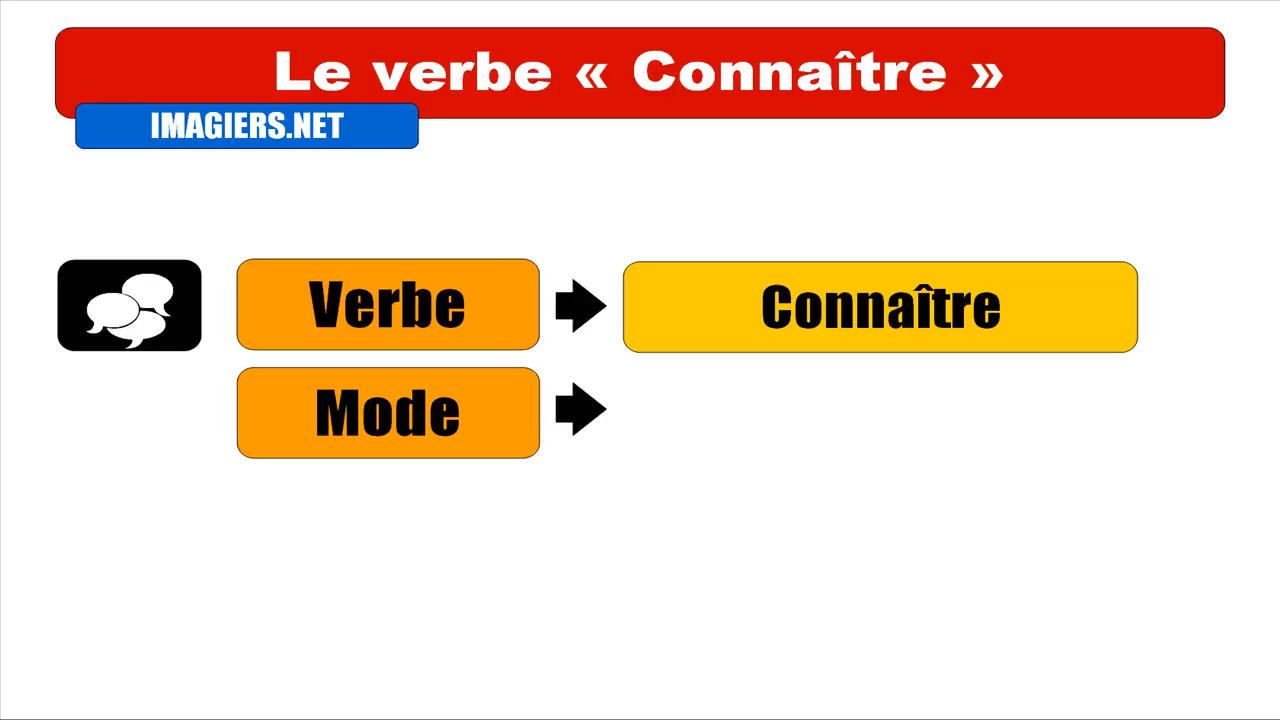 Le verbe « Connaître »
IMAGIERS.NET
Verbe
Connaître
Mode